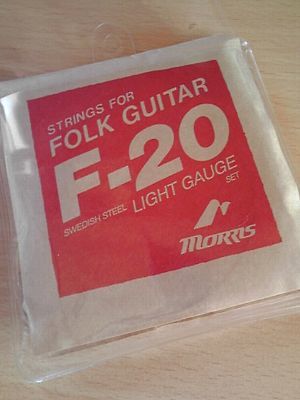 STRINGS FOR
FOLK GUITAR
F-20
SWEDISH STEEL LIGHT GAUGE SET
MORRIS